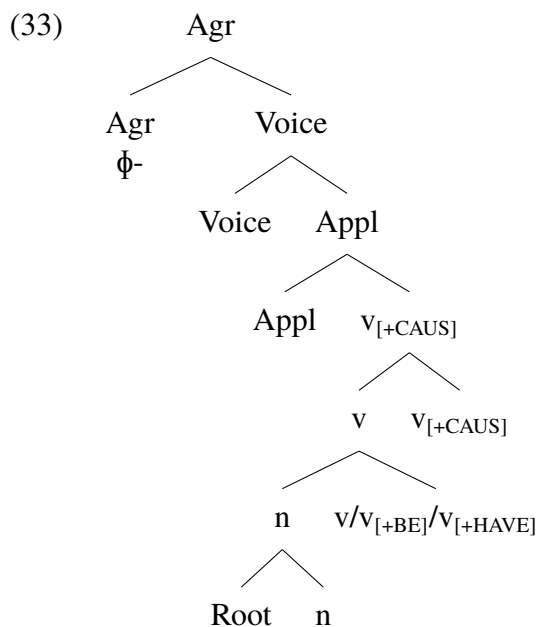 (33) Agr
Agr Voice
ϕ-
Voice Appl
Appl v[+CAUS]
v v[+CAUS]
n v/v[+BE]/v[+HAVE]
Root n